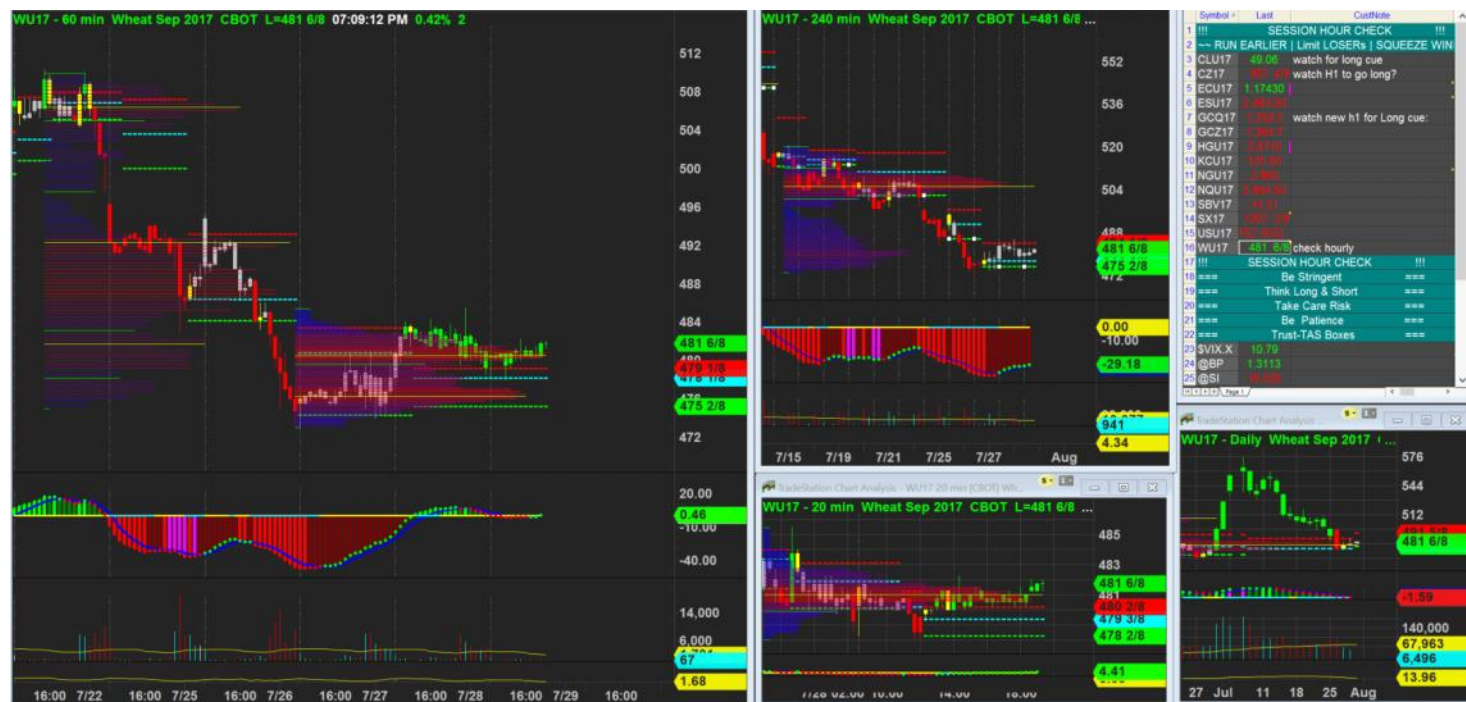 WU17 - 60 min Wheat Sep 2017 CBOT L=481 6/8 07:09:12 PM 0.42% 2
512
508
504
500
496
492
488
484
481 6/8
479 1/8
478 1/8
475 2/8
472
20.00
0.46
-10.00
-40.00
14,000
6,000
67
1.68
16:00 7/22 16:00 7/25 16:00 7/26 16:00 7/27 16:00 7/28 16:00 7/29 16:00
WU17 - 240 min Wheat Sep 2017 CBOT L=481 6/8 ...
552
536
520
504
488
481 6/8
475 2/8
472
0.00
-10.00
-29.18
941
4.34
7/15 7/19 7/21 7/25 7/27 Aug
TradeStation Chart Analysis - WU17 20 min [CBOT] Wh...
WU17 - 20 min Wheat Sep 2017 CBOT L=481 6/8 ...
485
483
481 6/8
481
480 2/8
479 3/8
478 2/8
4.41
7/28 02:00 10:00 14:00 18:00
Symbol Last CustNote
1 !!! SESSION HOUR CHECK !!!
2 ~~ RUN EARLIER | Limit LOSERs | SQUEEZE WIN
3 CLU17 49.06 watch for long cue
4 CZ17 watch H1 to go long?
5 ECU17 1.17430
6 ESU17
7 GCQ17 watch new h1 for Long cue:
8 GCZ17
9 HGU17
10 KCU17
11 NGU17
12 NQU17
13 SBV17
14 SX17
15 USU17
16 WU17 481 6/8 check hourly
17 !!! SESSION HOUR CHECK !!!
18 === Be Stringent ===
19 === Think Long & Short ===
20 === Take Care Risk ===
21 === Be Patience ===
22 === Trust-TAS Boxes ===
23 $VIX.X 10.79
24 @BP 1.3113
25 @SI
Page 1
TradeStation Chart Analysis ...
WU17 - Daily Wheat Sep 2017 ...
576
544
512
481 6/8
-1.59
140,000
67,963
6,496
13.96
27 Jul 11 18 25 Aug